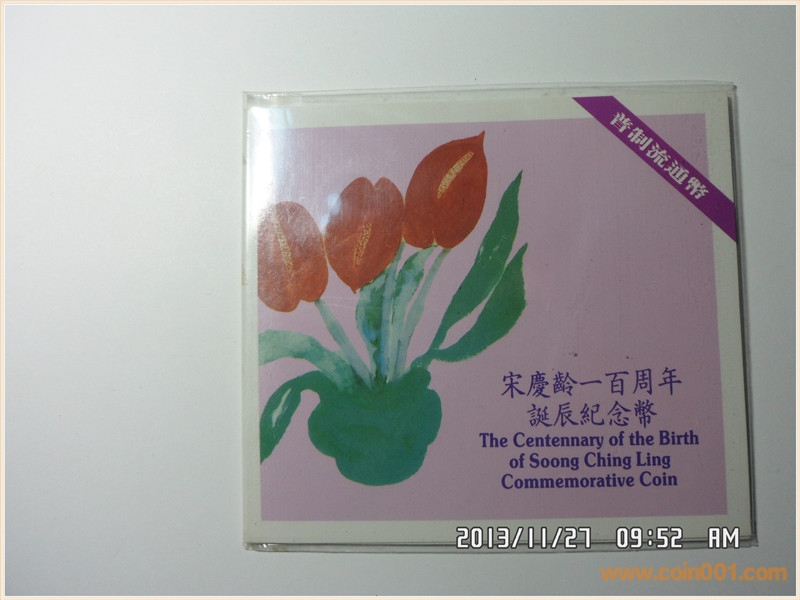 普制流通幣
宋慶齡一百周年
誕辰紀念幣
The Centennary of the Birth
of Soong Ching Ling
Commemorative Coin
2013/11/27 09:52 AM
www.coin001.com